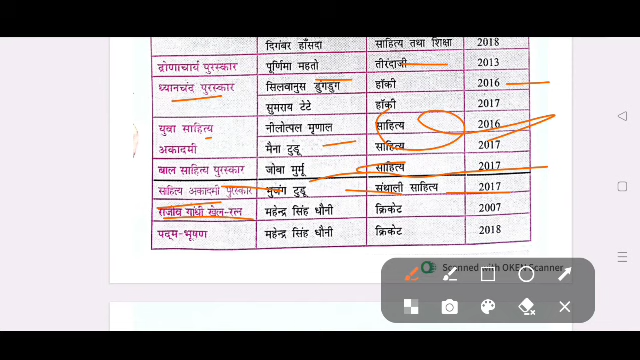 दिगंबर हाँसदा साहित्य तथा शिक्षा 2018
द्रोणाचार्य पुरस्कार पूर्णिमा महतो तीरंदाजी 2013
ध्यानचंद पुरस्कार सिलवानुस डुंगडुंग हॉकी 2016
सुमराय टेटे हॉकी 2017
युवा साहित्य नीलोत्पल मृणाल साहित्य 2016
अकादमी मैना टुडू साहित्य 2017
बाल साहित्य पुरस्कार जोबा मुर्मू साहित्य 2017
साहित्य अकादमी पुरस्कार भुजंग टुडू संथाली साहित्य 2017
राजीव गांधी खेल-रत्न महेन्द्र सिंह धौनी क्रिकेट 2007
पद्म-भूषण महेन्द्र सिंह धौनी क्रिकेट 2018
Scanned with OKEN Scanner